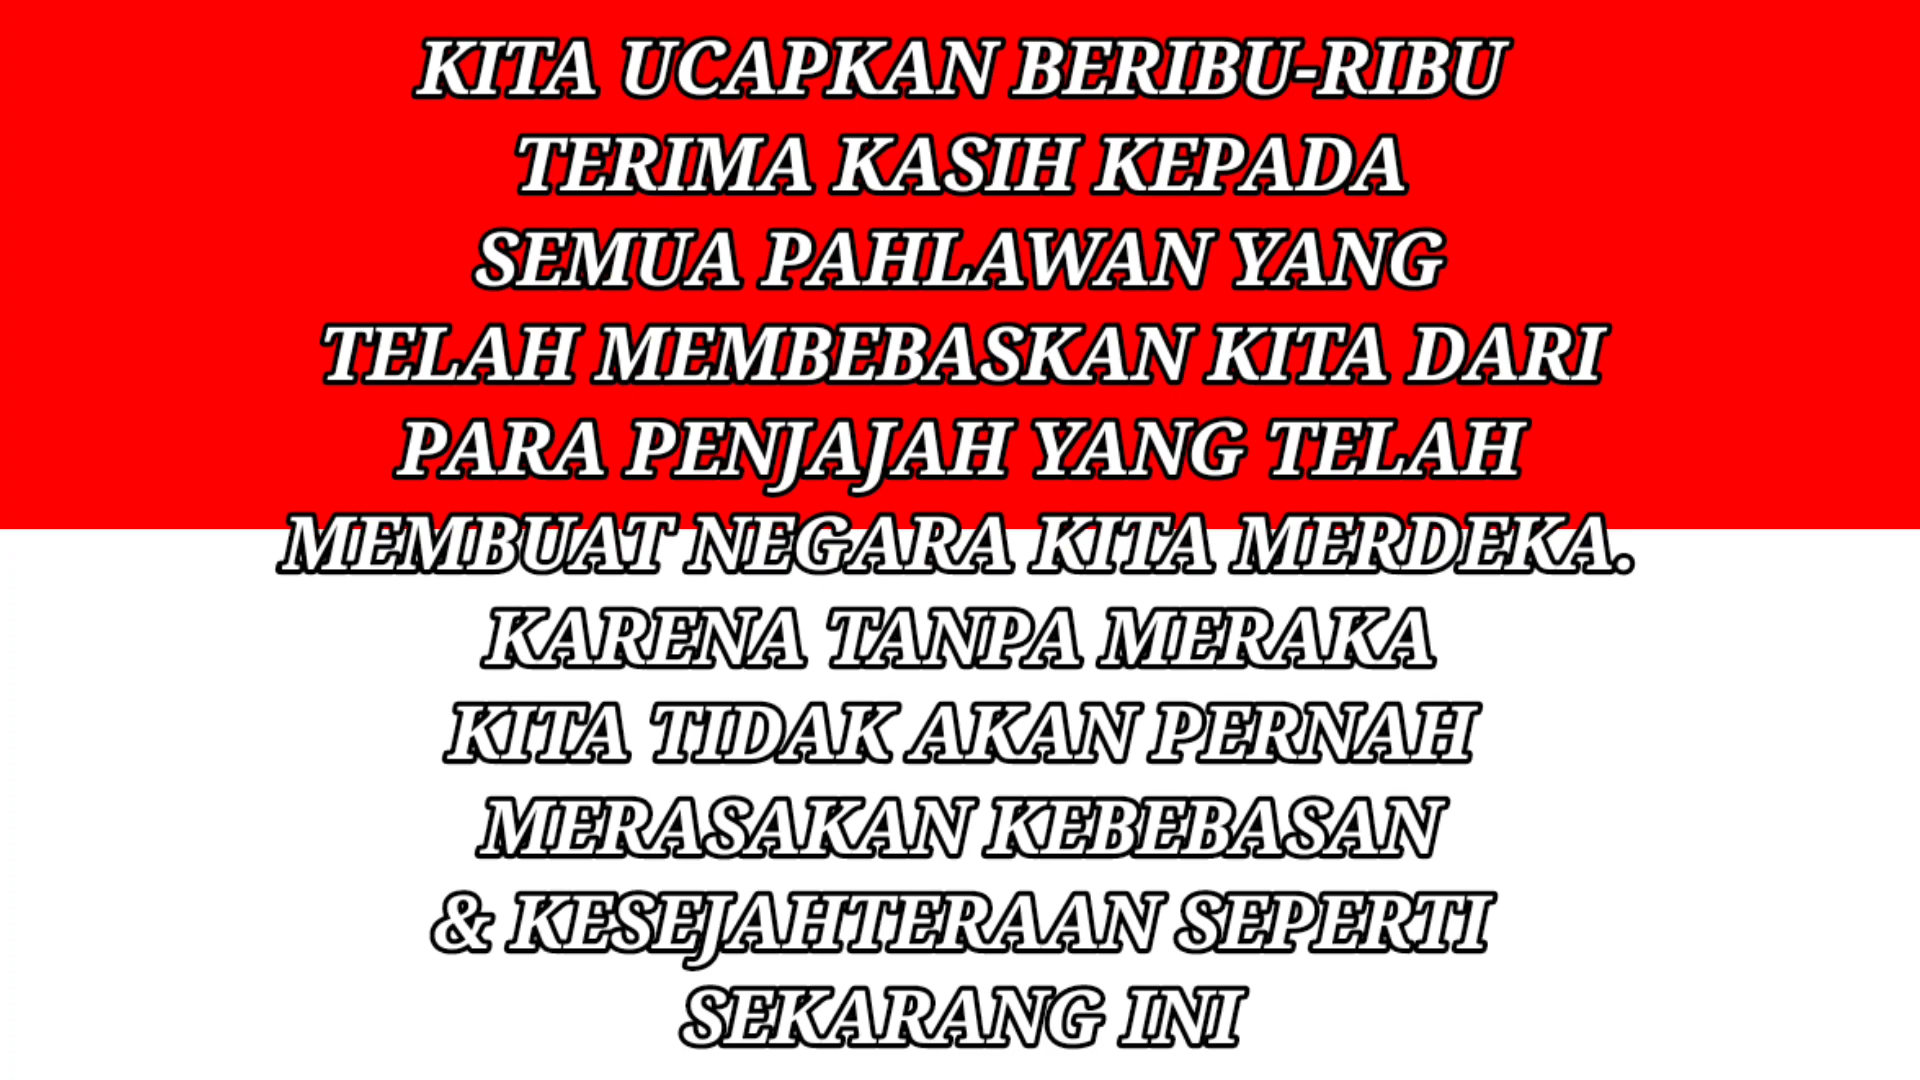 KITA UCAPKAN BERIBU-RIBU
TERIMA KASIH KEPADA
SEMUA PAHLAWAN YANG
TELAH MEMBEBASKAN KITA DARI
PARA PENJAJAH YANG TELAH
MEMBUAT NEGARA KITA MERDEKA.
KARENA TANPA MERAKA
KITA TIDAK AKAN PERNAH
MERASAKAN KEBEBASAN
& KESEJAHTERAAN SEPERTI
SEKARANG INI